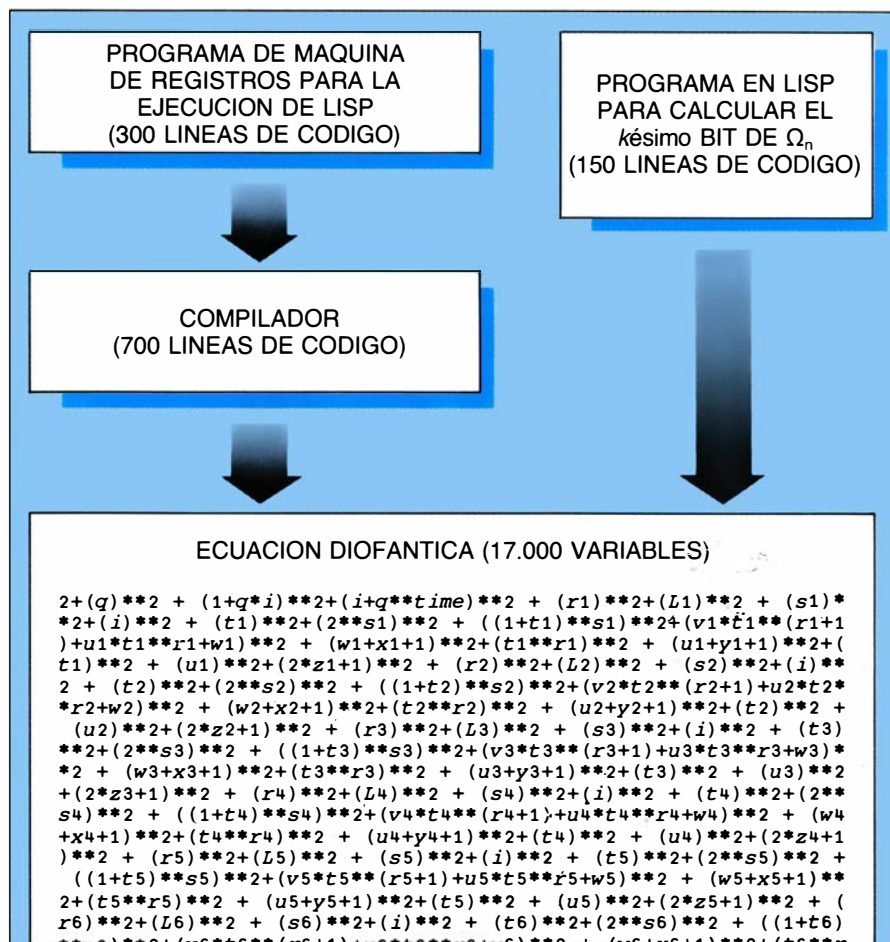 PROGRAMA DE MAQUINA
DE REGISTROS PARA LA
EJECUCION DE LISP
(300 LINEAS DE CODIGO)
PROGRAMA EN LISP
PARA CALCULAR EL
késimo BIT DE Ωn
(150 LINEAS DE CODIGO)
COMPILADOR
(700 LINEAS DE CODIGO)
ECUACION DIOFANTICA (17.000 VARIABLES)
2+(q)**2 + (1+q*i)**2+(i+q**time)**2 + (r1)**2+(L1)**2 + (s1)*
*2+(i)**2 + (t1)**2+(2**s1)**2 + ((1+t1)**s1)**2+(v1*t1**(r1+1
)+u1*t1**r1+w1)**2 + (w1+x1+1)**2+(t1**r1)**2 + (u1+y1+1)**2+(
t1)**2 + (u1)**2+(2*z1+1)**2 + (r2)**2+(L2)**2 + (s2)**2+(i)**
2 + (t2)**2+(2**s2)**2 + ((1+t2)**s2)**2+(v2*t2**(r2+1)+u2*t2*
*r2+w2)**2 + (w2+x2+1)**2+(t2**r2)**2 + (u2+y2+1)**2+(t2)**2 +
(u2)**2+(2*z2+1)**2 + (r3)**2+(L3)**2 + (s3)**2+(i)**2 + (t3)
**2+(2**s3)**2 + ((1+t3)**s3)**2+(v3*t3**(r3+1)+u3*t3**r3+w3)*
*2 + (w3+x3+1)**2+(t3**r3)**2 + (u3+y3+1)**2+(t3)**2 + (u3)**2
+(2*z3+1)**2 + (r4)**2+(L4)**2 + (s4)**2+(i)**2 + (t4)**2+(2**
s4)**2 + ((1+t4)**s4)**2+(v4*t4**(r4+1)+u4*t4**r4+w4)**2 + (w4
+x4+1)**2+(t4**r4)**2 + (u4+y4+1)**2+(t4)**2 + (u4)**2+(2*z4+1
)**2 + (r5)**2+(L5)**2 + (s5)**2+(i)**2 + (t5)**2+(2**s5)**2 +
((1+t5)**s5)**2+(v5*t5**(r5+1)+u5*t5**r5+w5)**2 + (w5+x5+1)**
2+(t5**r5)**2 + (u5+y5+1)**2+(t5)**2 + (u5)**2+(2*z5+1)**2 + (
r6)**2+(L6)**2 + (s6)**2+(i)**2 + (t6)**2+(2**s6)**2 + ((1+t6)